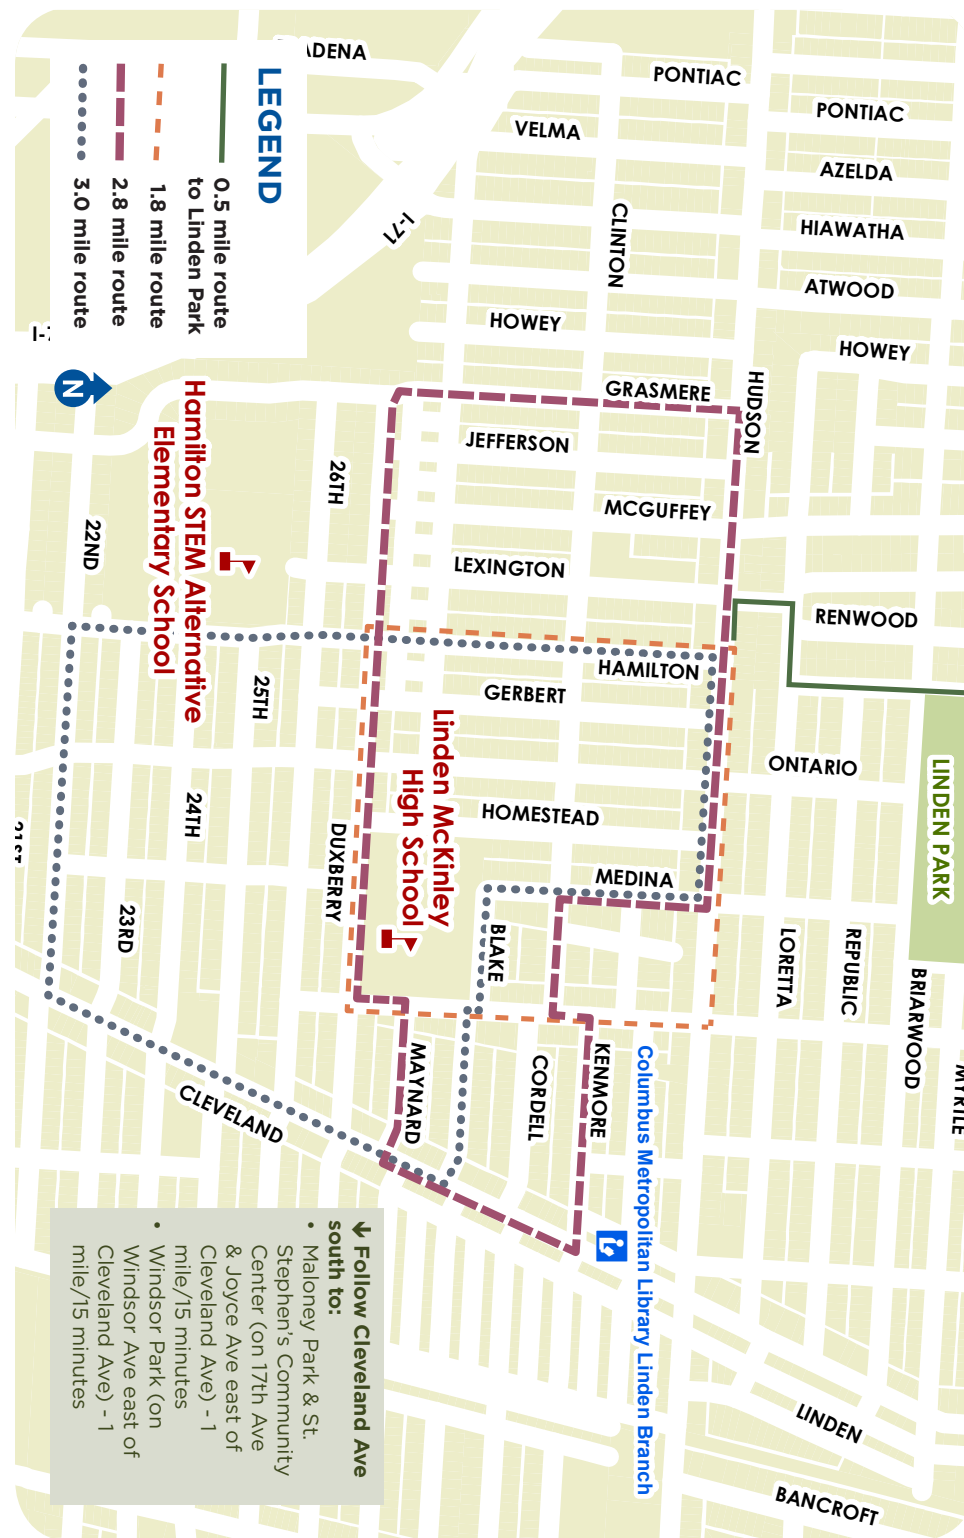 LEGEND
0.5 mile route
to Linden Park
1.8 mile route
2.8 mile route
3.0 mile route
N
PONTIAC
PONTIAC
VELMA
AZELDA
CLINTON
HIAWATHA
I-71
ATWOOD
HOWEY
HOWEY
GRASMERE
HUDSON
JEFFERSON
26TH
MCGUFFEY
22ND
LEXINGTON
Hamilton STEM Alternative
Elementary School
RENWOOD
HAMILTON
25TH
GERBERT
Linden McKinley
High School
ONTARIO
LINDEN PARK
24TH
HOMESTEAD
DUXBERRY
MEDINA
23RD
BLAKE
LORETTA
REPUBLIC
BRIARWOOD
MYRTLE
MAYNARD
CORDELL
KENMORE
CLEVELAND
Columbus Metropolitan Library Linden Branch
LINDEN
BANCROFT
↓ Follow Cleveland Ave
south to:
• Maloney Park & St.
Stephen's Community
Center (on 17th Ave
& Joyce Ave east of
Cleveland Ave) - 1
mile/15 minutes
• Windsor Park (on
Windsor Ave east of
Cleveland Ave) - 1
mile/15 minutes